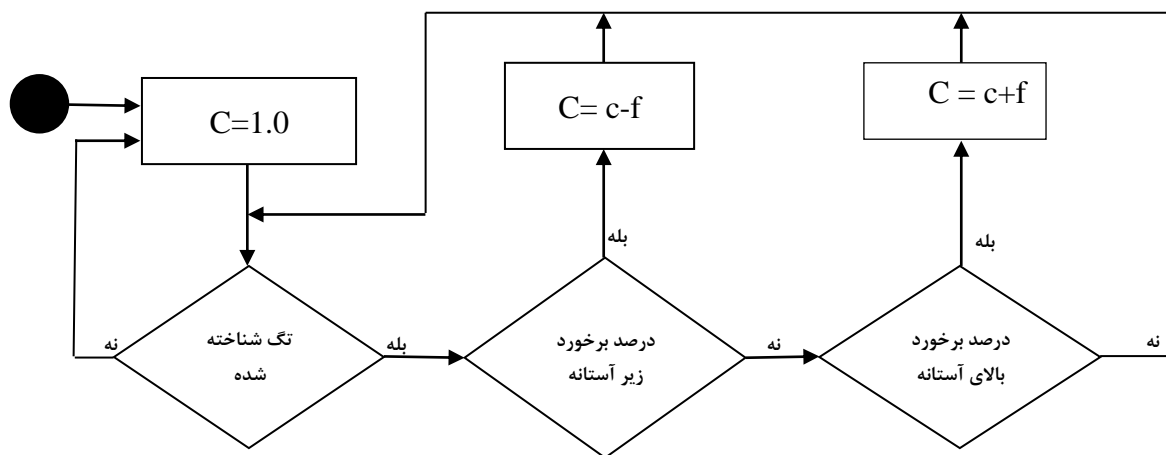 C=1.0
C= c-f
C = c+f
بله
بله
تگ شناخته
شده
نه
بله
درصد برخورد
زیر آستانه
نه
درصد برخورد
بالای آستانه
نه